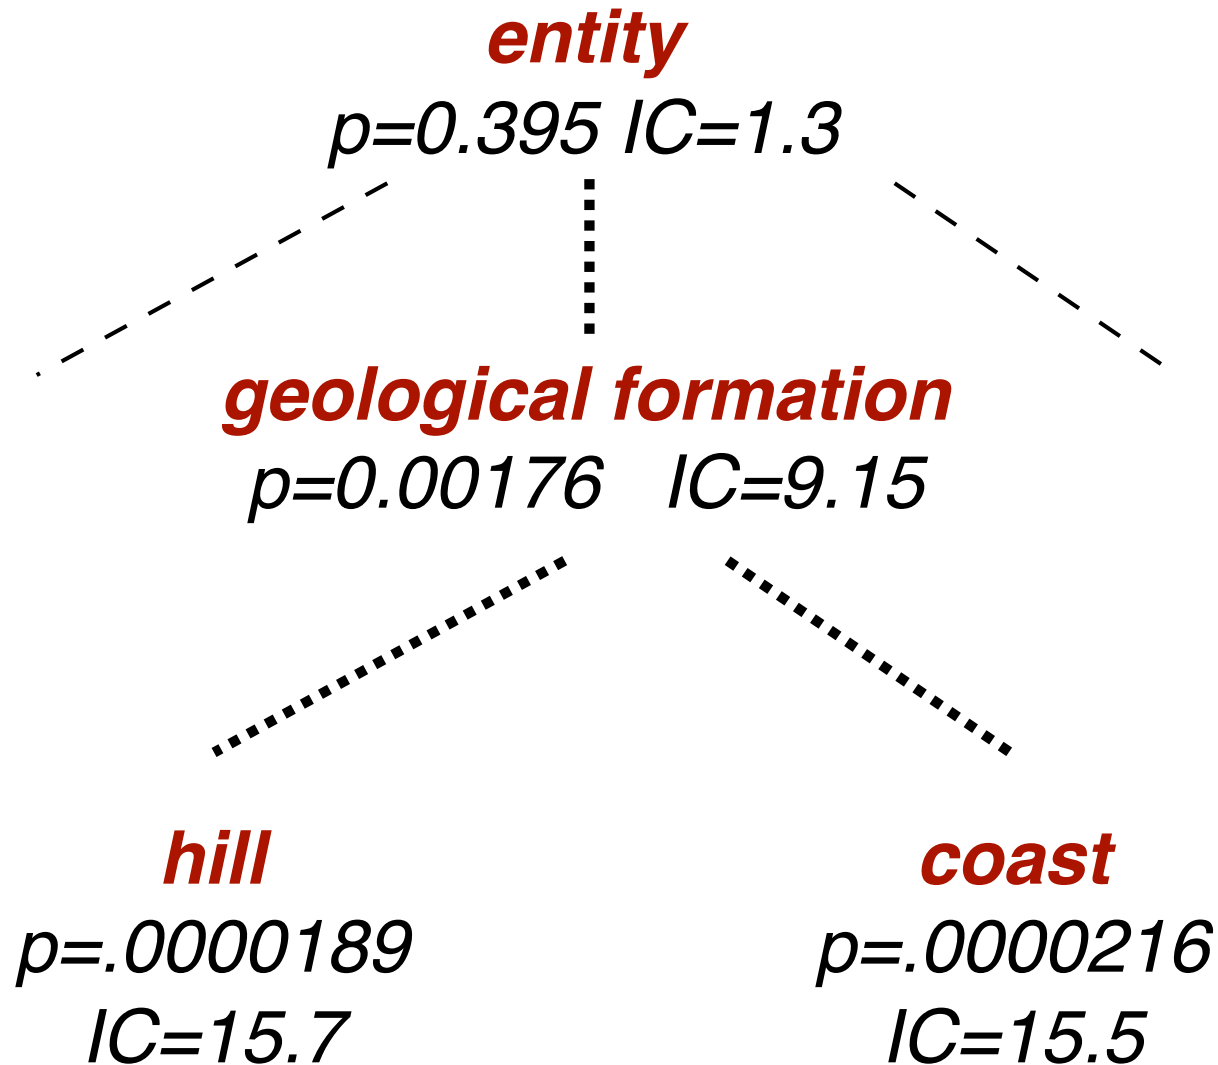 entity
p=0.395 IC=1.3
geological formation
p=0.00176 IC=9.15
hill
p=.0000189
IC=15.7
coast
p=.0000216
IC=15.5